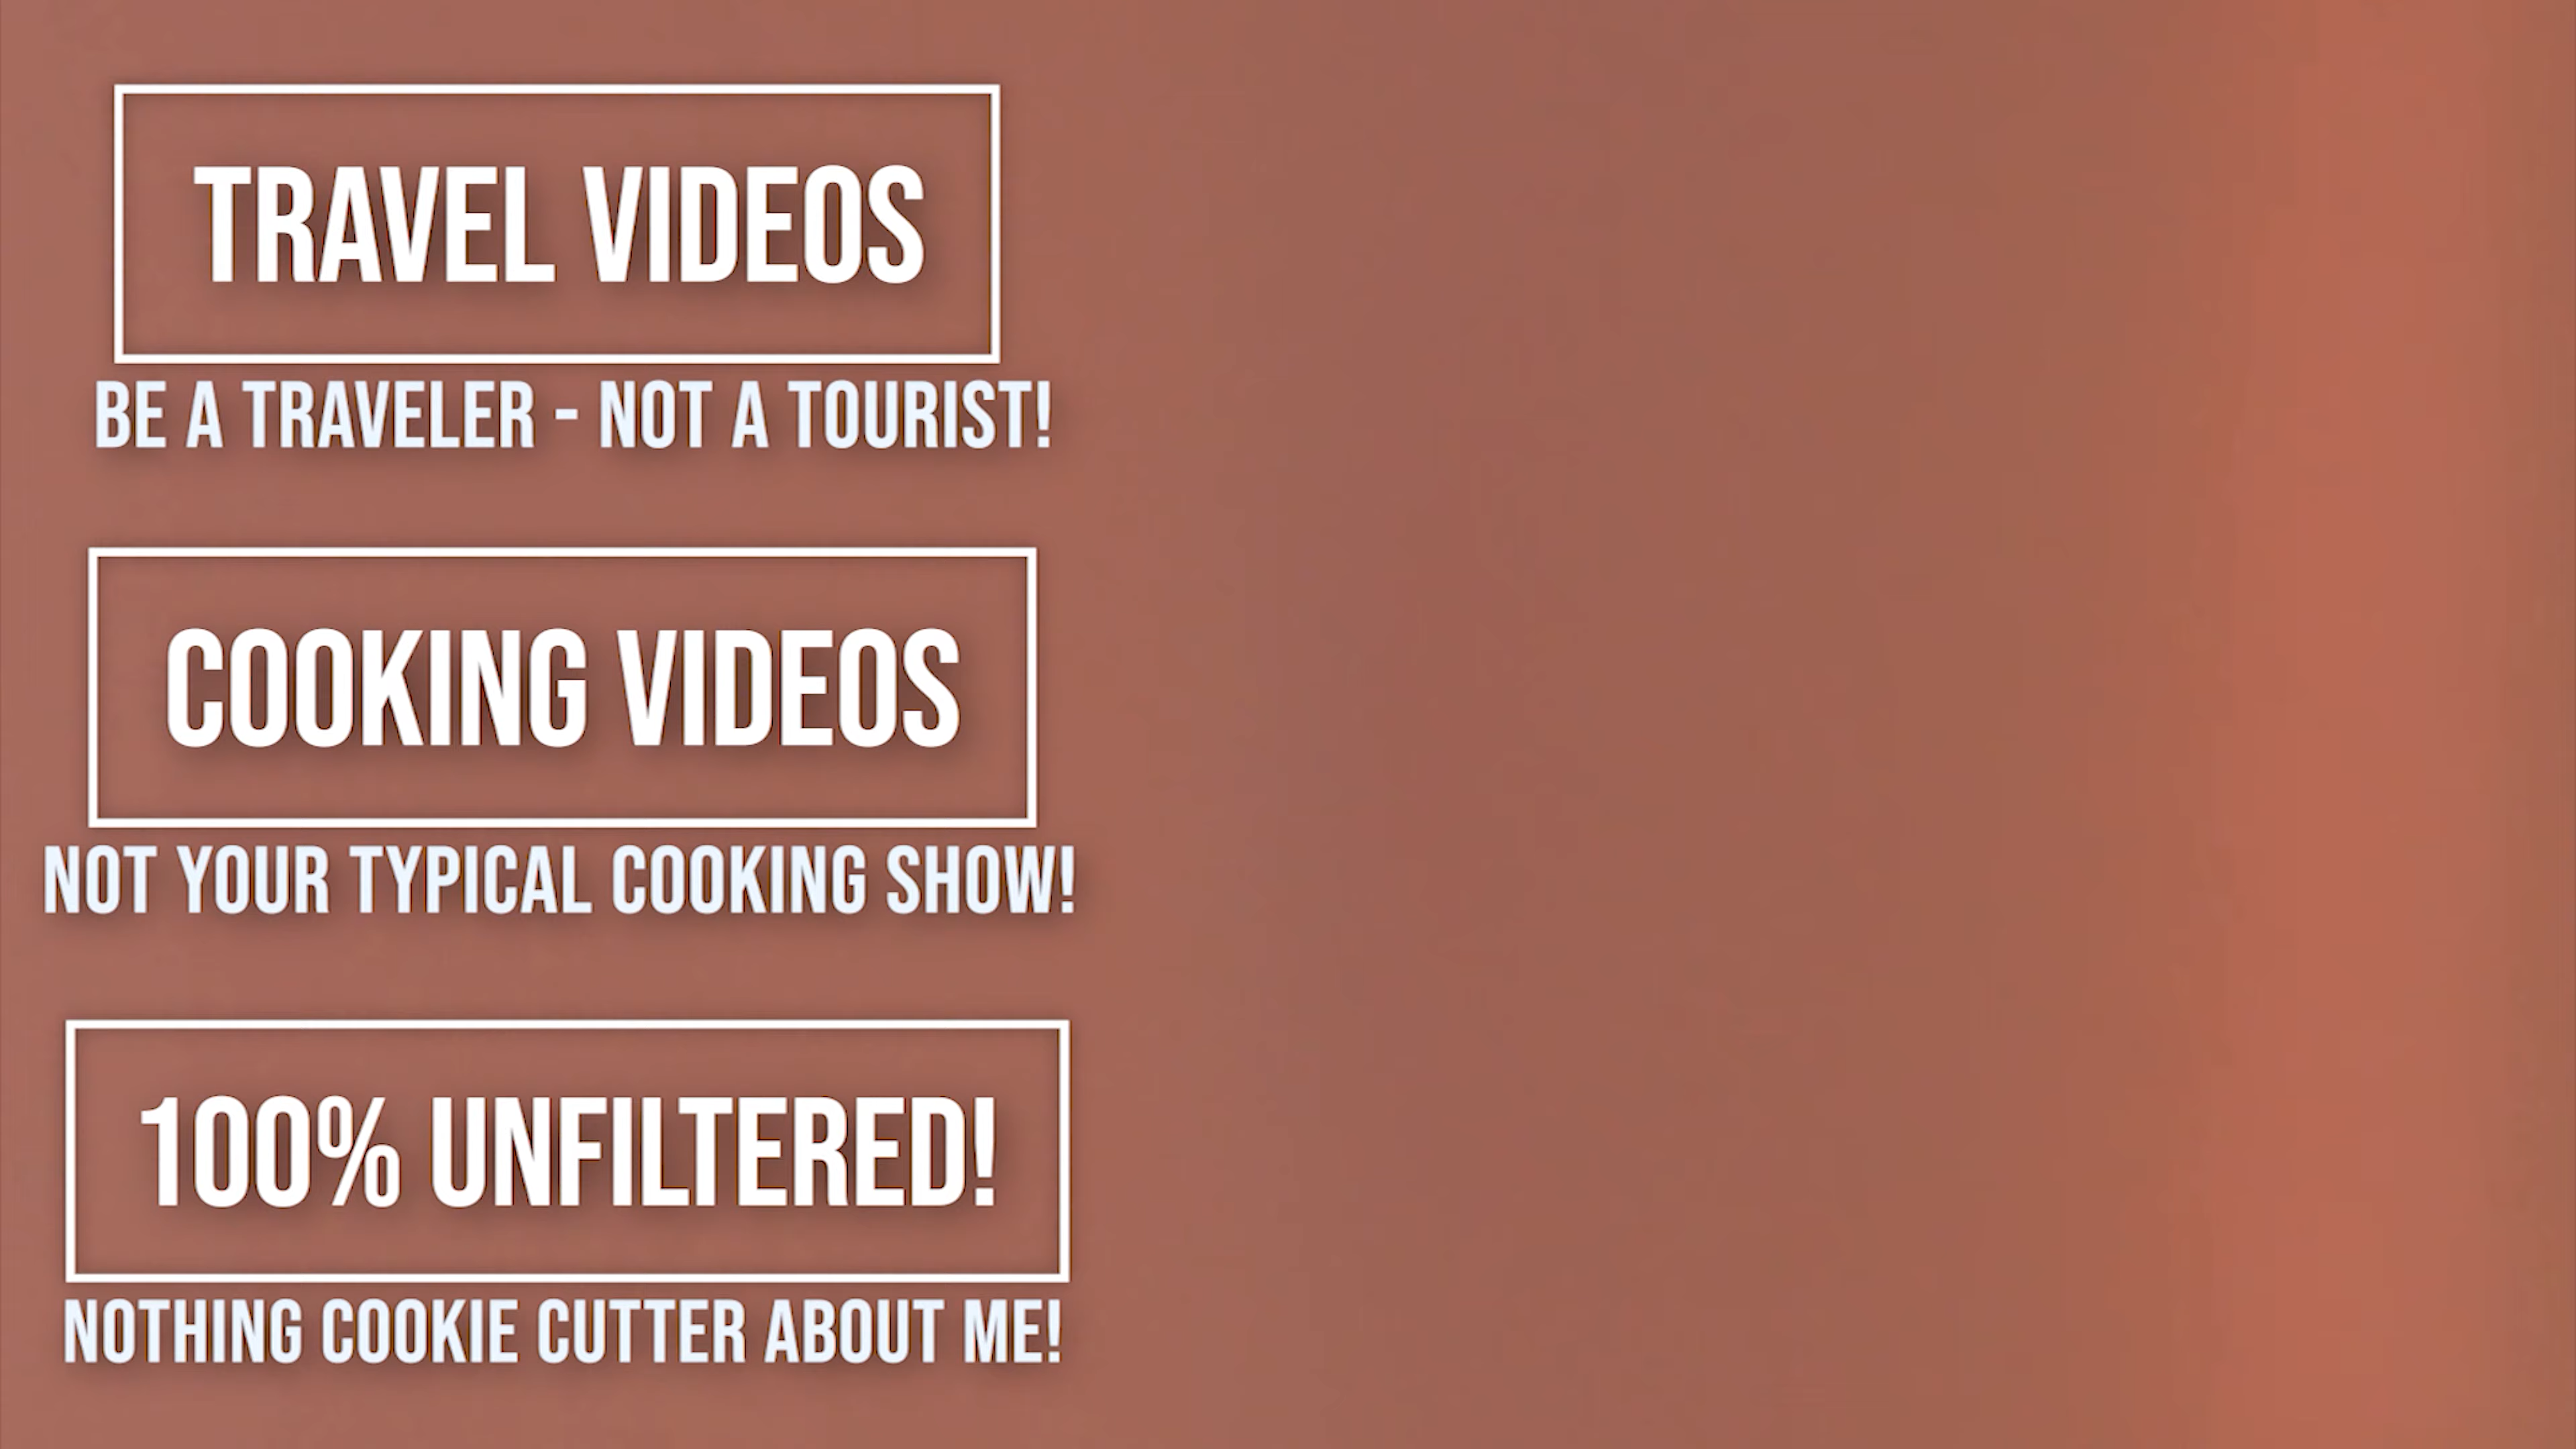 TRAVEL VIDEOS
BE A TRAVELER - NOT A TOURIST!
COOKING VIDEOS
NOT YOUR TYPICAL COOKING SHOW!
100% UNFILTERED!
NOTHING COOKIE CUTTER ABOUT ME!